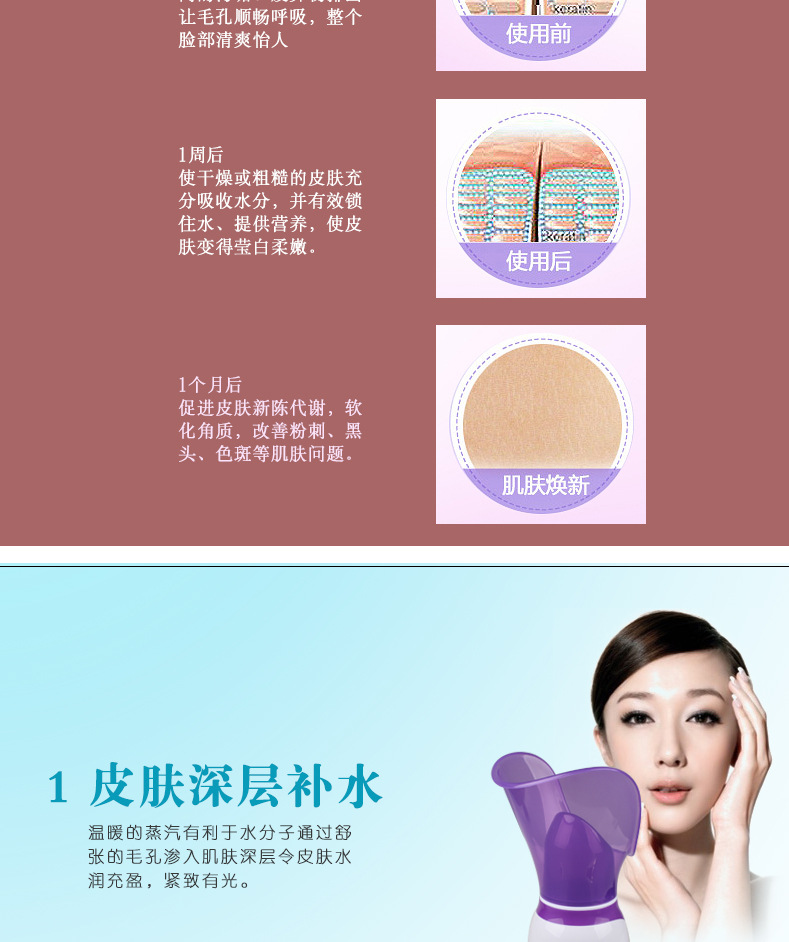 让毛孔顺畅呼吸，整个
脸部清爽怡人
keratin
使用前
1周后
使干燥或粗糙的皮肤充
分吸收水分，并有效锁
住水、提供营养，使皮
肤变得莹白柔嫩。
keratin
使用后
1个月后
促进皮肤新陈代谢，软
化角质，改善粉刺、黑
头、色斑等肌肤问题。
肌肤焕新
1 皮肤深层补水
温暖的蒸汽有利于水分子通过舒
张的毛孔渗入肌肤深层令皮肤水
润充盈，紧致有光。